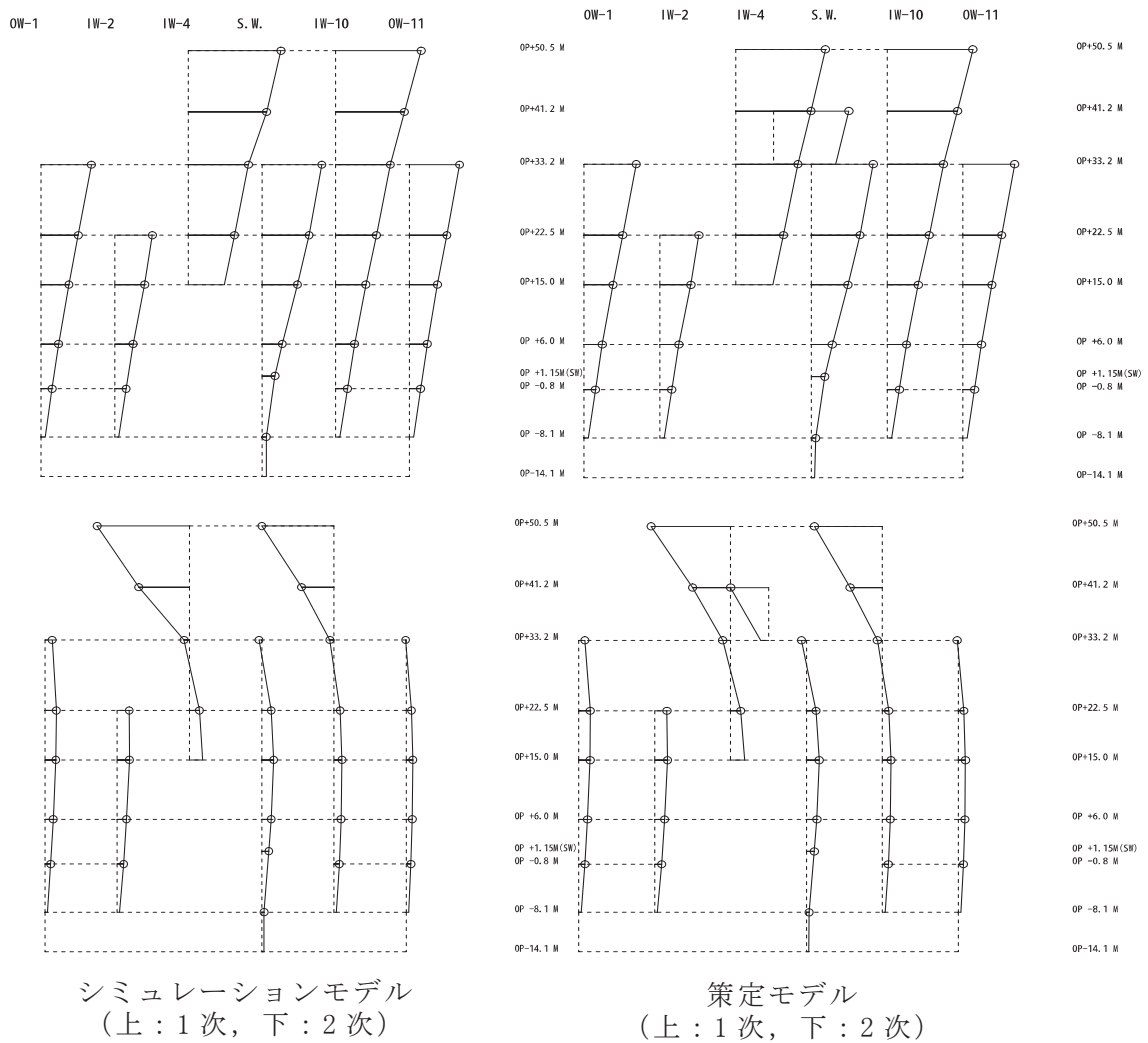 OW-1 IW-2 IW-4 S.W. IW-10 OW-11
OP+50.5 M
OP+41.2 M
OP+33.2 M
OP+22.5 M
OP+15.0 M
OP +6.0 M
OP +1.15M(SW)
OP -0.8 M
OP -8.1 M
OP-14.1 M
OW-1 IW-2 IW-4 S.W. IW-10 OW-11
OP+50.5 M
OP+41.2 M
OP+33.2 M
OP+22.5 M
OP+15.0 M
OP +6.0 M
OP +1.15M(SW)
OP -0.8 M
OP -8.1 M
OP-14.1 M
OP+50.5 M
OP+41.2 M
OP+33.2 M
OP+22.5 M
OP+15.0 M
OP +6.0 M
OP +1.15M(SW)
OP -0.8 M
OP -8.1 M
OP-14.1 M
OP+50.5 M
OP+41.2 M
OP+33.2 M
OP+22.5 M
OP+15.0 M
OP +6.0 M
OP +1.15M(SW)
OP -0.8 M
OP -8.1 M
OP-14.1 M
シミュレーションモデル
(上：1次，下：2次)
策定モデル
(上：1次，下：2次)